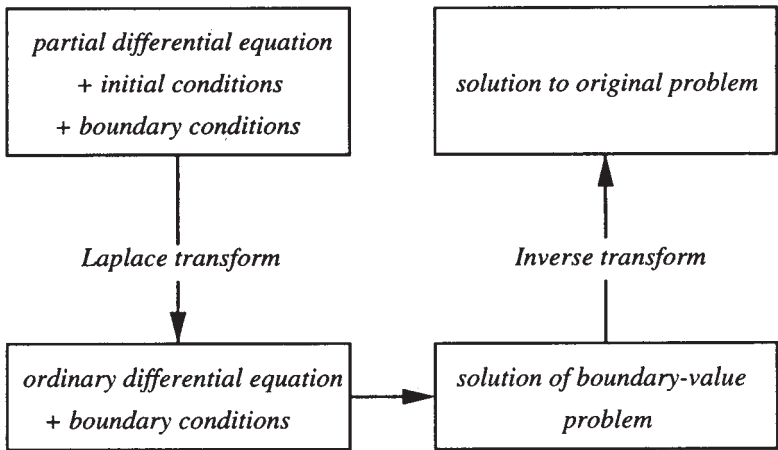 partial differential equation
+ initial conditions
+ boundary conditions
solution to original problem
Laplace transform
Inverse transform
ordinary differential equation
+ boundary conditions
solution of boundary-value
problem